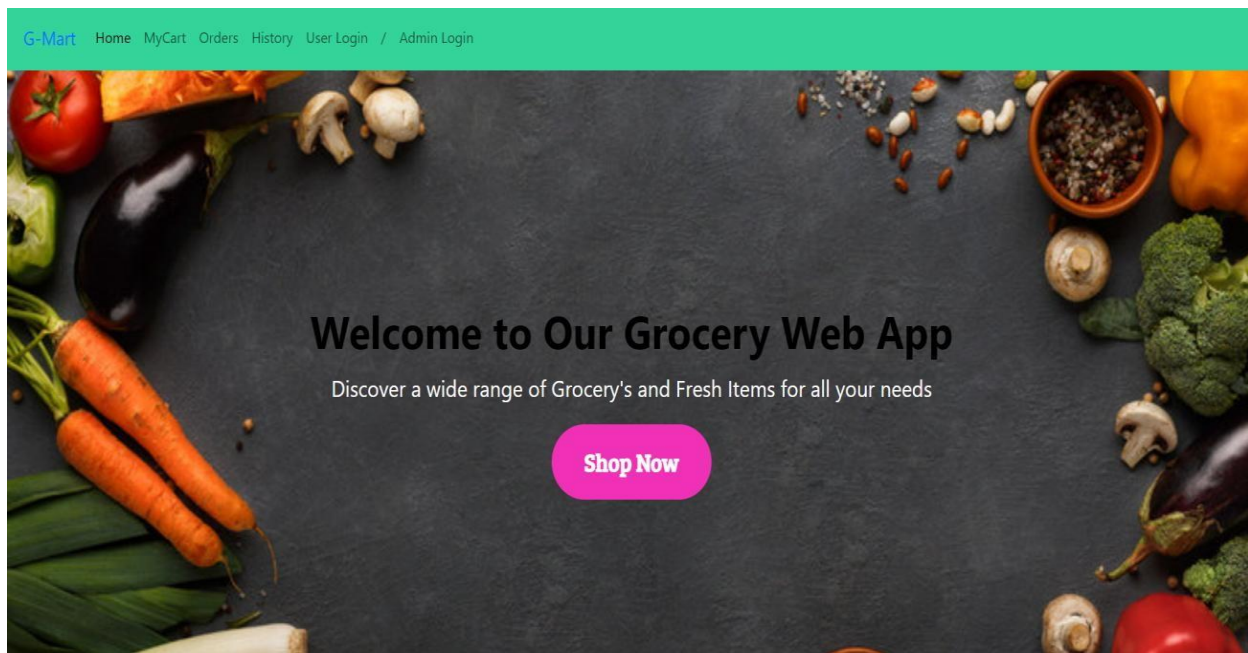 G-Mart Home MyCart Orders History User Login / Admin Login
Welcome to Our Grocery Web App
Discover a wide range of Grocery's and Fresh Items for all your needs
Shop Now